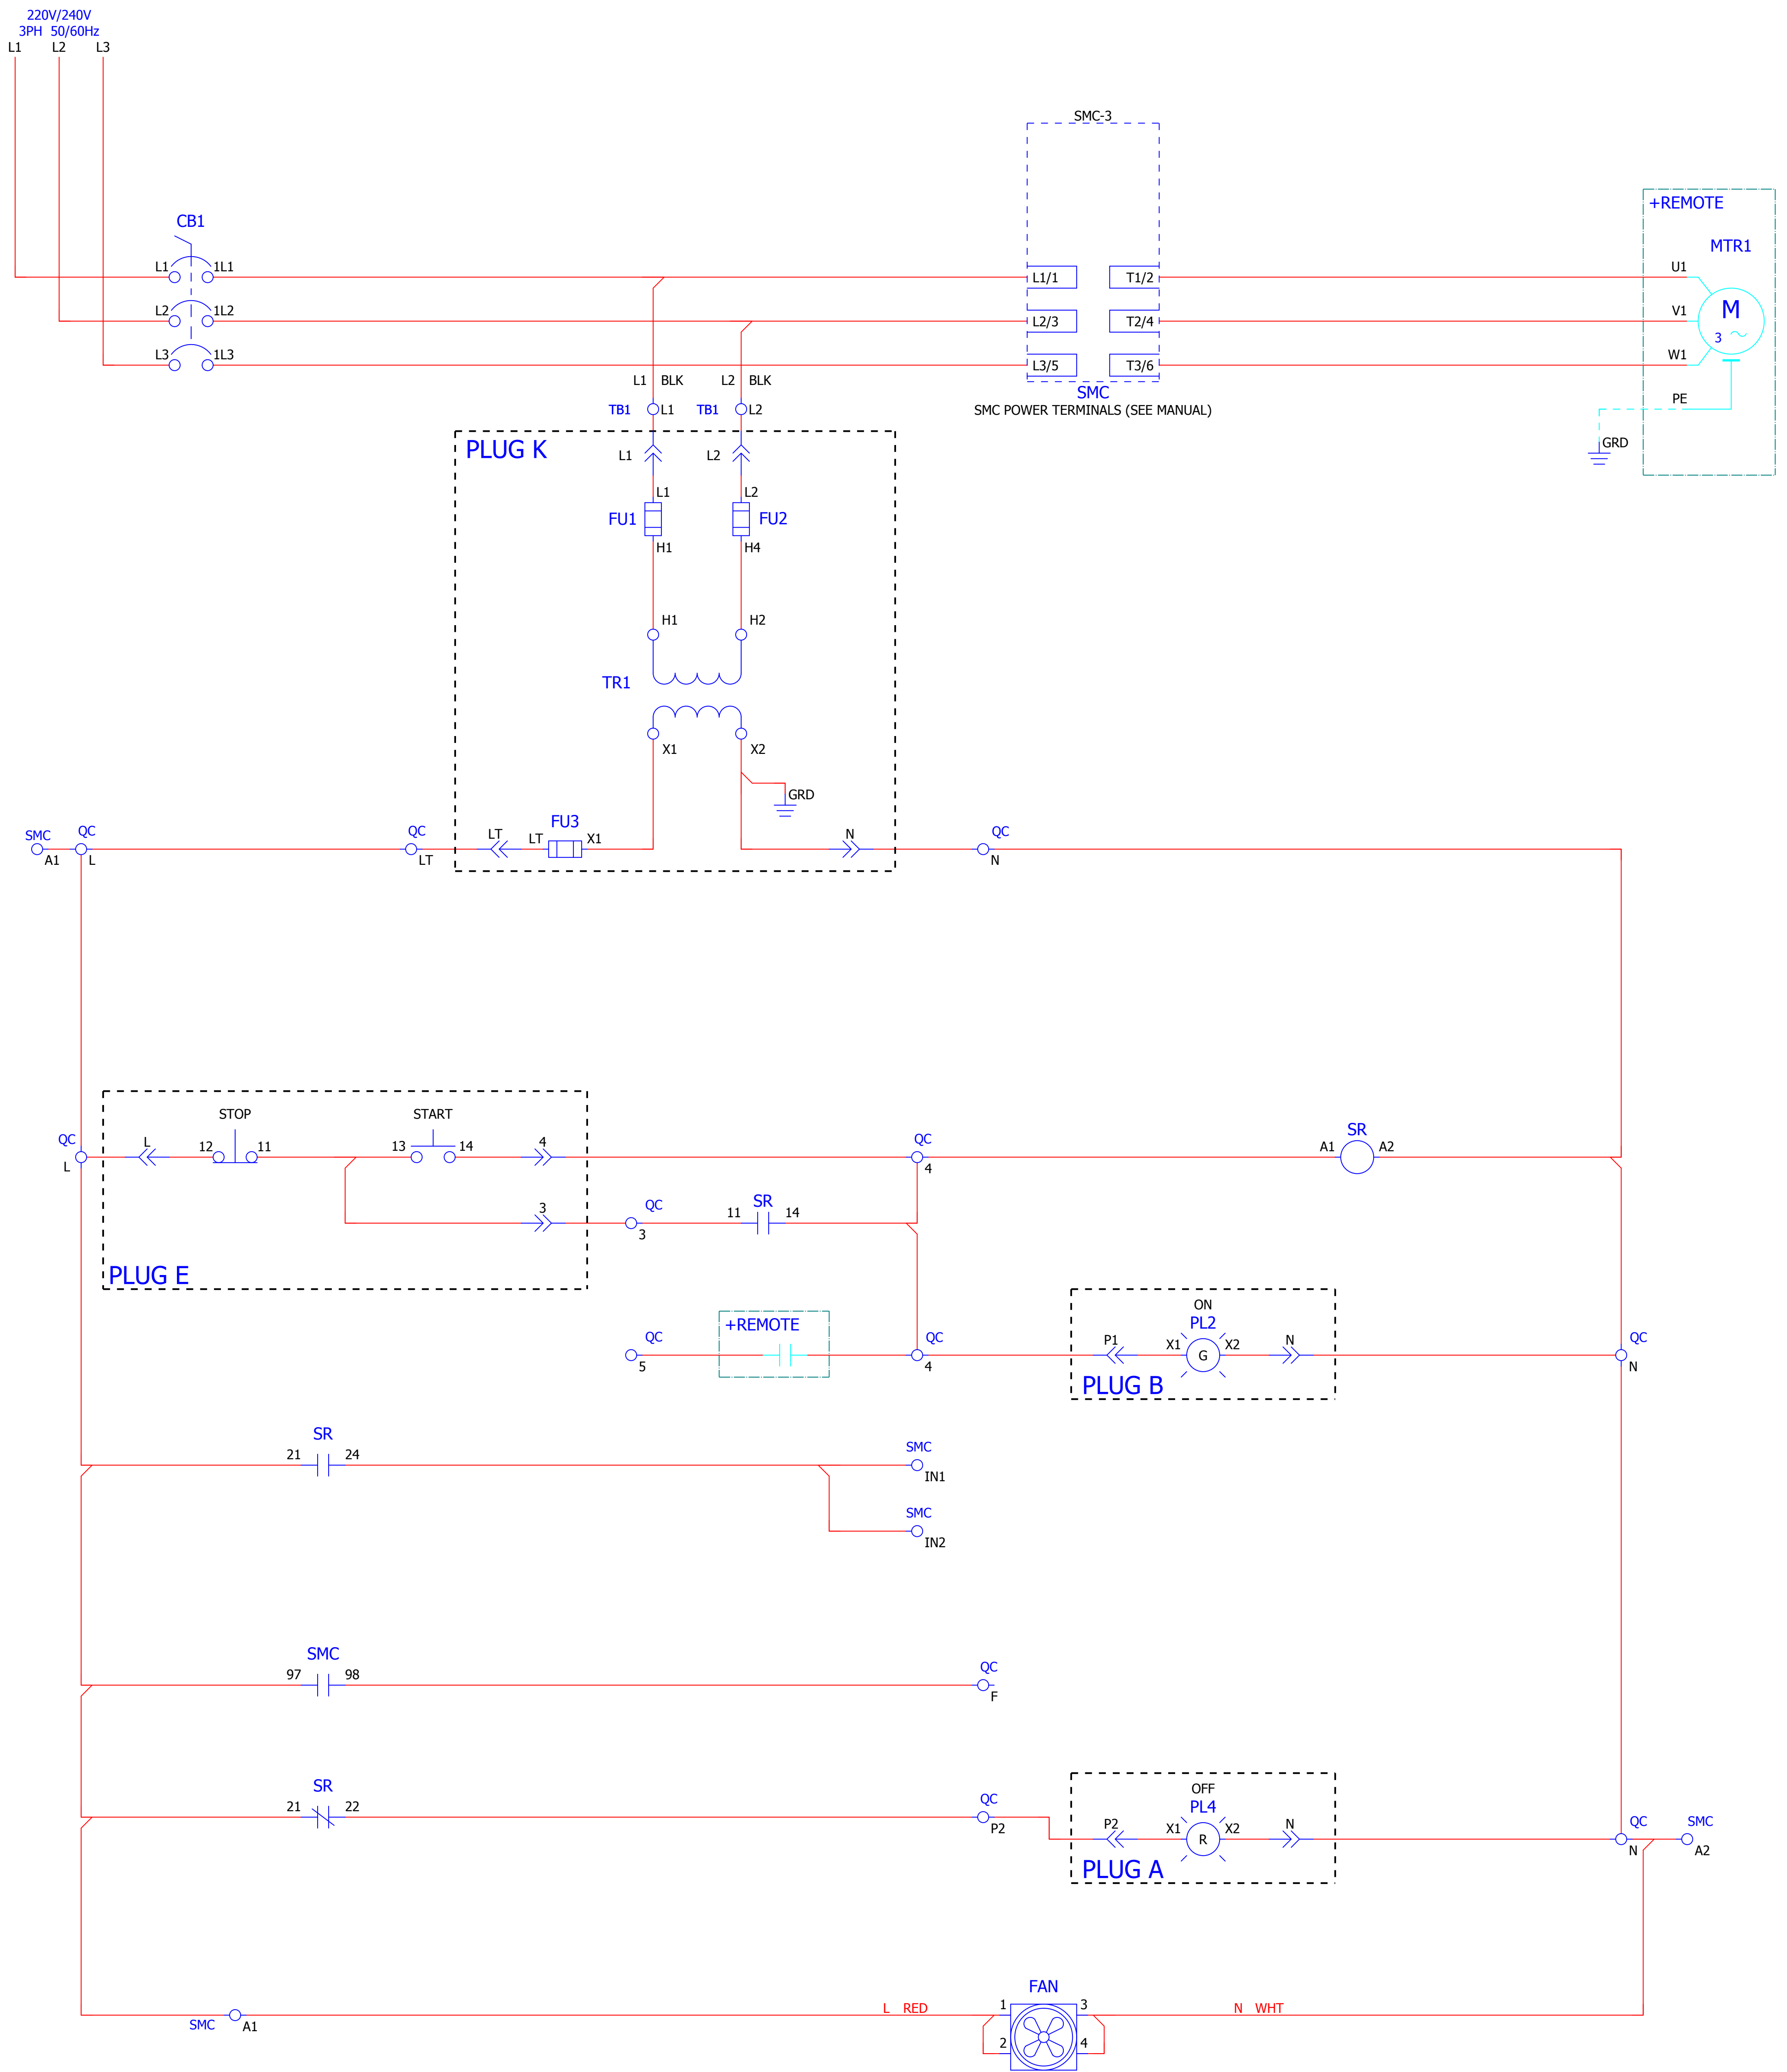 220V/240V
3PH 50/60Hz
L1 L2 L3
SMC-3
+REMOTE
MTR1
CB1
L1 1L1
L1/1 T1/2
U1
L2 1L2
L2/3 T2/4
V1
M
3
L3 1L3
L3/5 T3/6
W1
L1 BLK L2 BLK
SMC
SMC POWER TERMINALS (SEE MANUAL)
PE
TB1 L1 TB1 L2
GRD
PLUG K
L1 L2
L1 L2
FU1 FU2
H1 H4
H1 H2
TR1
X1 X2
GRD
FU3
SMC QC QC LT LT X1 N QC
A1 L LT N
STOP START
QC L 12 11 13 14 4 QC
SR
A1 A2
L 4
3 QC SR
11 14
3
PLUG E
ON
+REMOTE
PL2
QC QC P1 X1 G X2 N QC
5 4 N
PLUG B
SR
21 24
SMC
IN1
SMC
IN2
SMC
97 98
QC
F
SR
21 22
QC
P2
OFF
PL4
P2 X1 R X2 N
QC SMC
N A2
PLUG A
FAN
L RED 1 3 N WHT
SMC A1
2 4